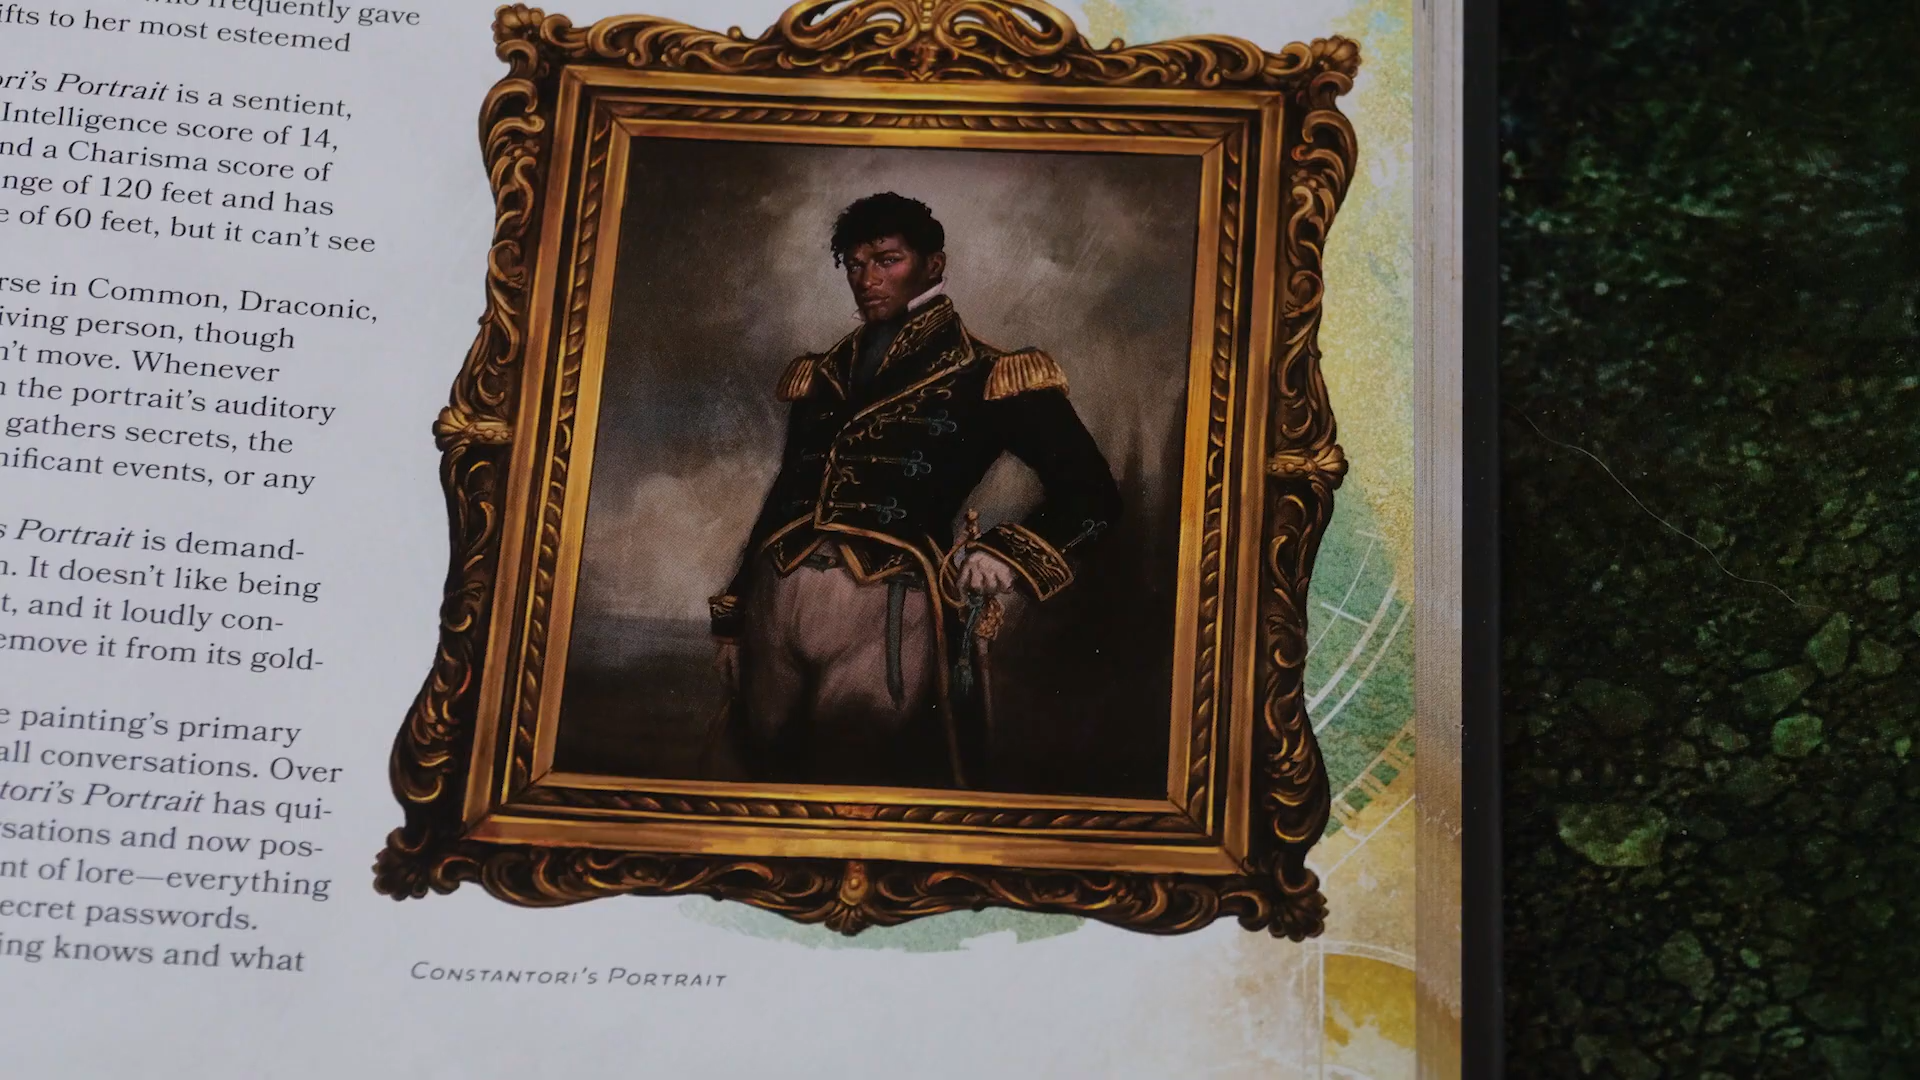 frequently gave
ifts to her most esteemed
ori's Portrait is a sentient,
Intelligence score of 14,
nd a Charisma score of
nge of 120 feet and has
e of 60 feet, but it can't see
rse in Common, Draconic,
iving person, though
n't move. Whenever
n the portrait's auditory
gathers secrets, the
nificant events, or any
s Portrait is demand-
n. It doesn't like being
t, and it loudly con-
emove it from its gold-
e painting's primary
all conversations. Over
tori's Portrait has qui-
rsations and now pos-
nt of lore—everything
ecret passwords.
ing knows and what
Constantori's Portrait